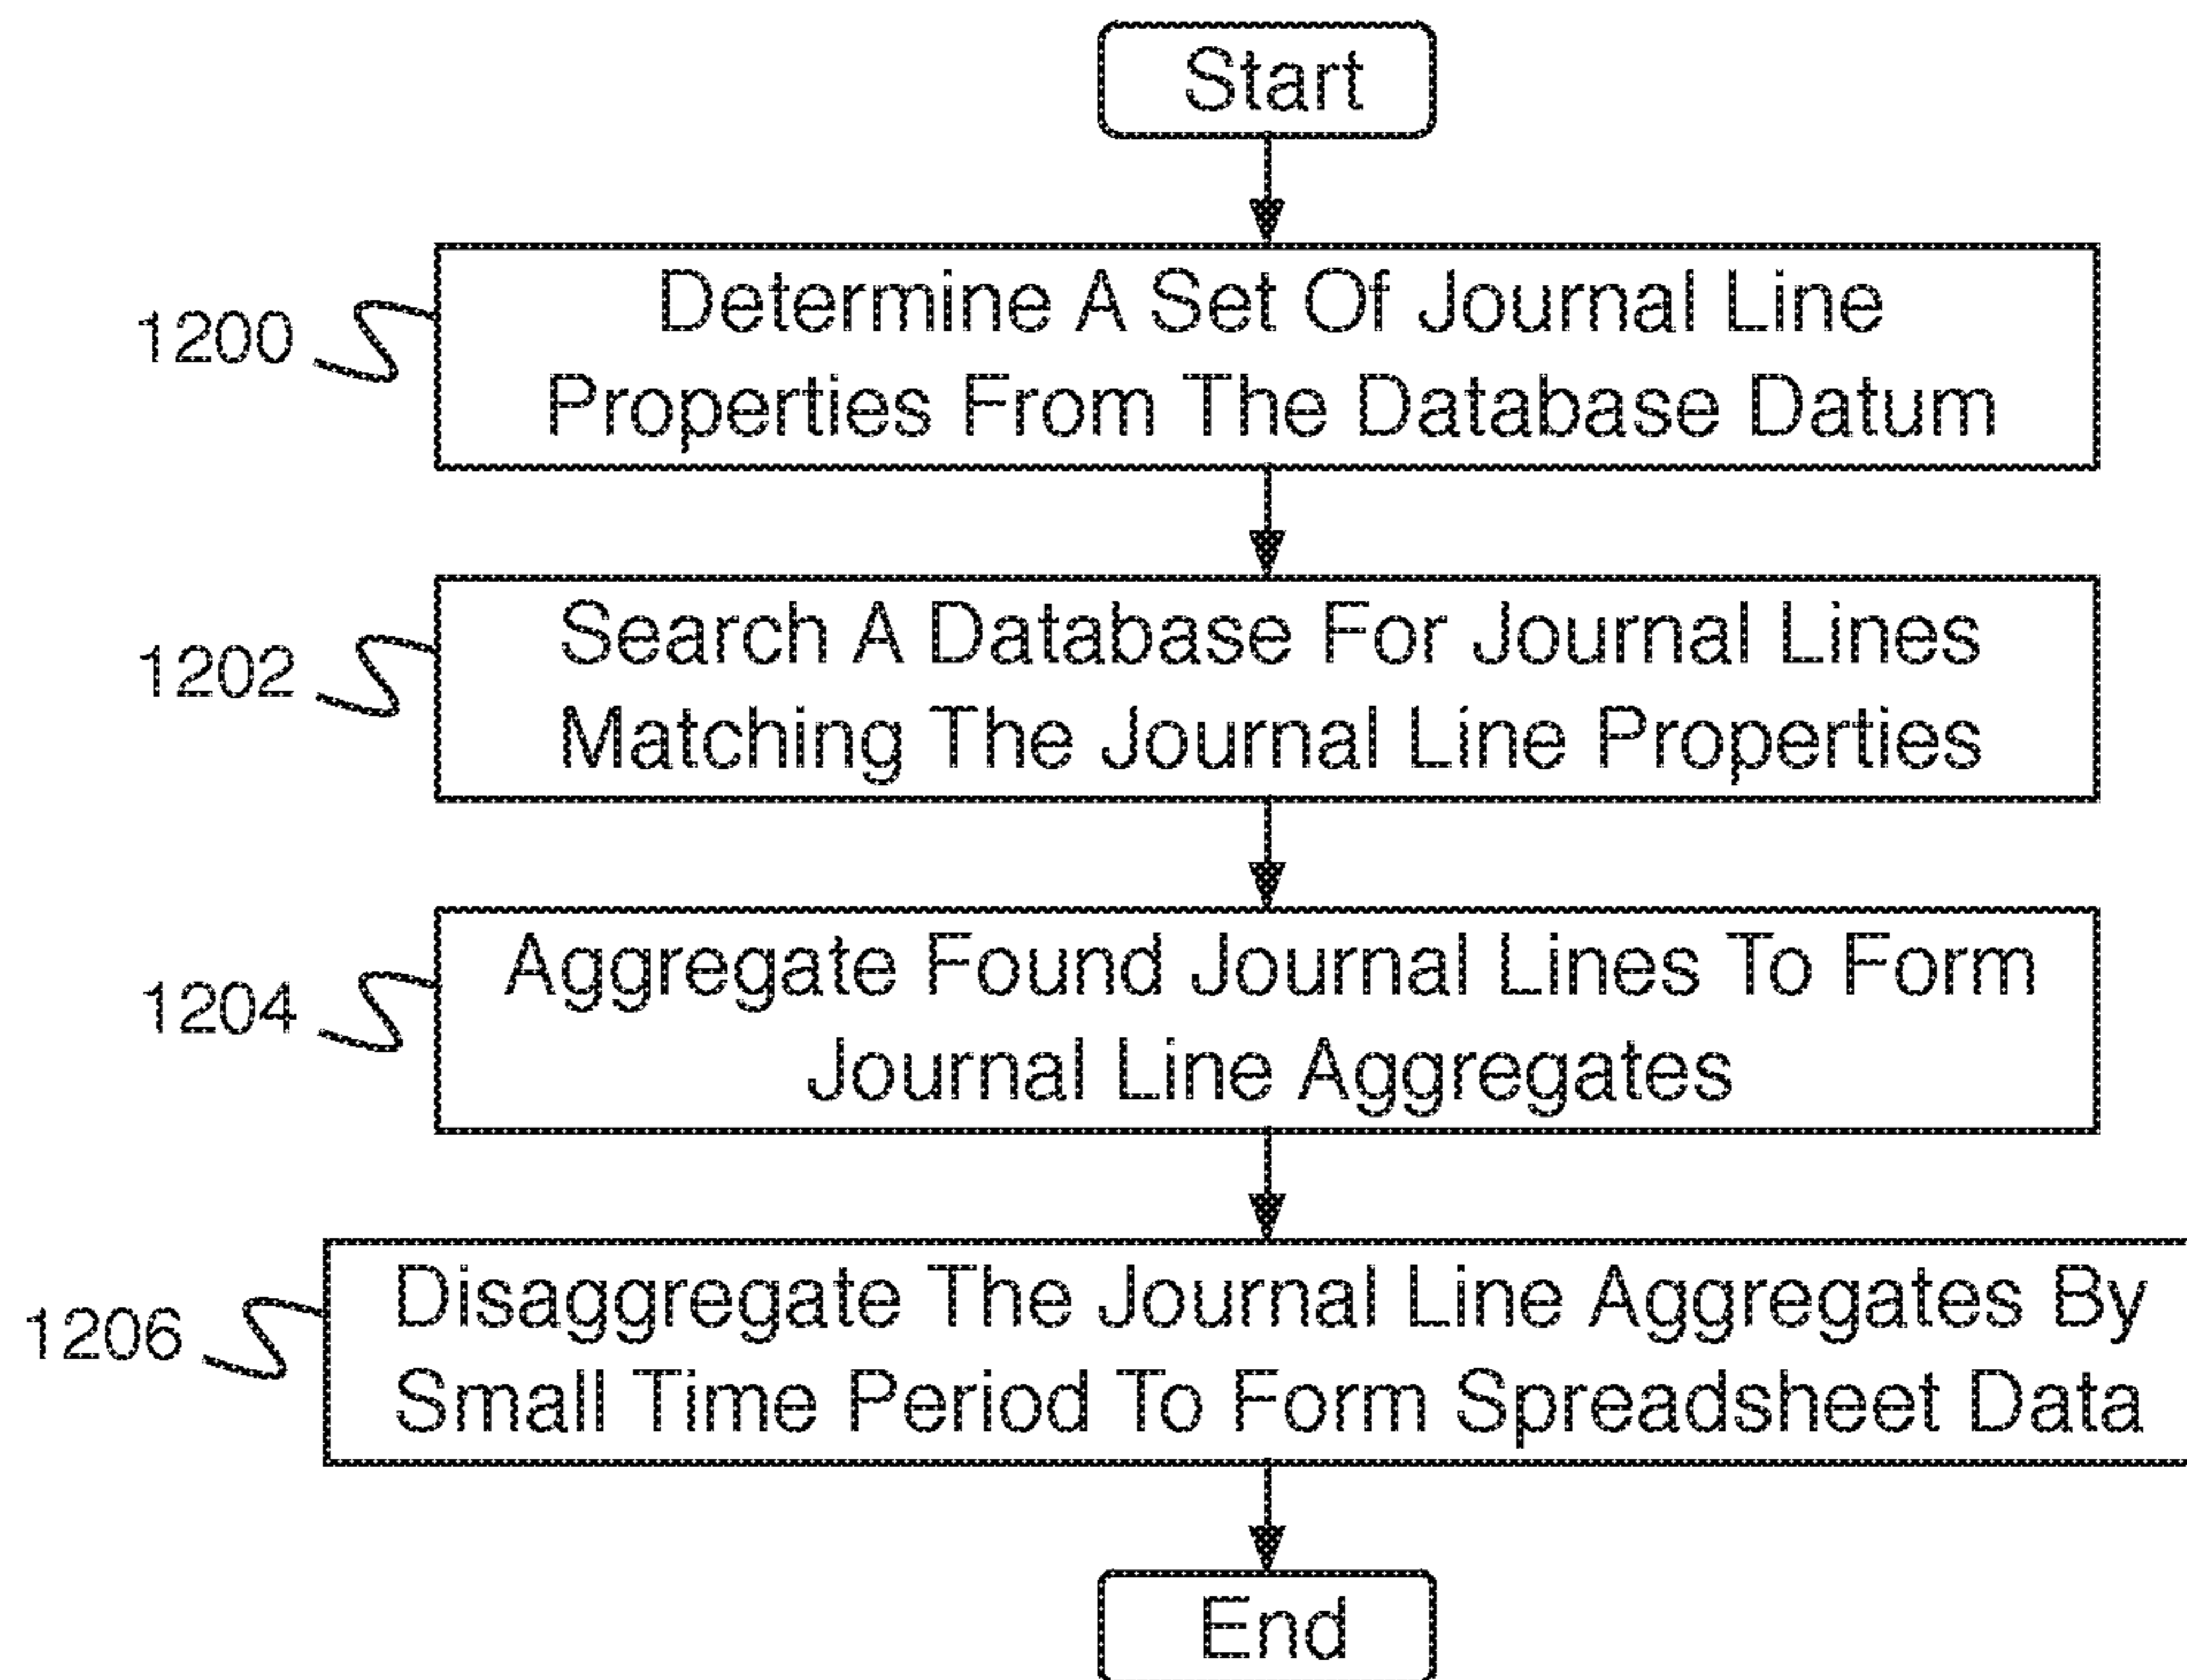 Start
1200
Determine A Set Of Journal Line
Properties From The Database Datum
1202
Search A Database For Journal Lines
Matching The Journal Line Properties
1204
Aggregate Found Journal Lines To Form
Journal Line Aggregates
1206
Disaggregate The Journal Line Aggregates By
Small Time Period To Form Spreadsheet Data
End